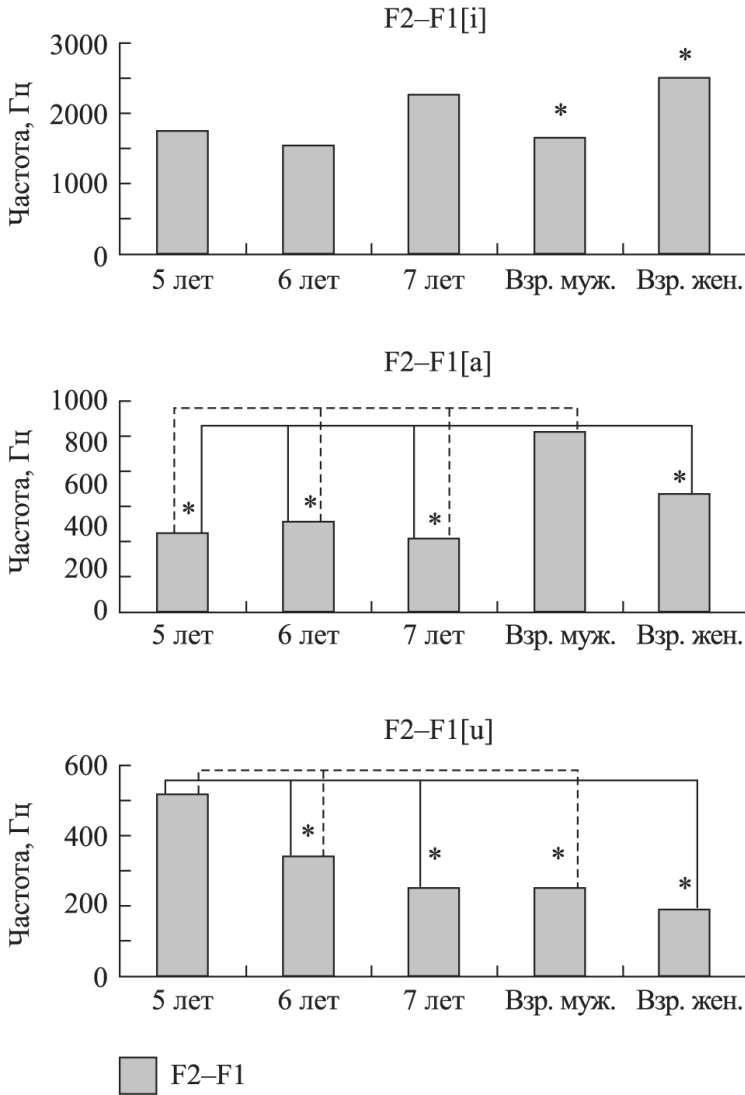 F2–F1[i]
Частота, Гц
3000
2000
1000
0
5 лет 6 лет 7 лет Взр. муж. Взр. жен.
* *
F2–F1[a]
Частота, Гц
1000
800
600
400
200
0
* * * *
5 лет 6 лет 7 лет Взр. муж. Взр. жен.
F2–F1[u]
Частота, Гц
600
400
200
0
* * * *
5 лет 6 лет 7 лет Взр. муж. Взр. жен.
F2–F1